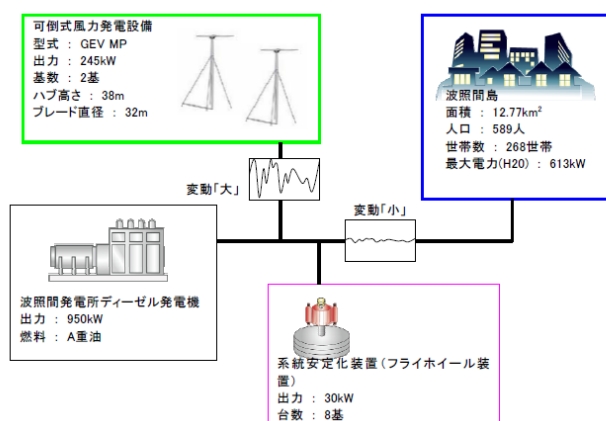 可倒式風力発電設備
型式 : GEV MP
出力 : 245kW
基数 : 2基
ハブ高さ : 38m
ブレード直径 : 32m
波照間島
面積 : 12.77km²
人口 : 589人
世帯数 : 268世帯
最大電力(H20) : 613kW
変動「大」
変動「小」
波照間発電所ディーゼル発電機
出力 : 950kW
燃料 : A重油
系統安定化装置(フライホイール装
置)
出力 : 30kW
台数 : 8基